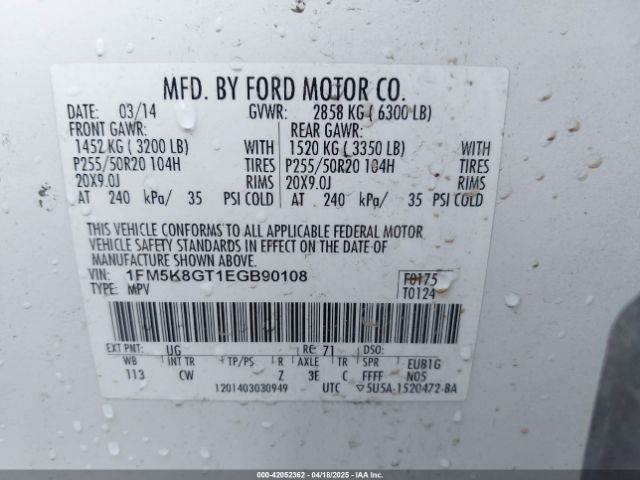 MFD. BY FORD MOTOR CO.
DATE: 03/14 GVWR: 2858 KG ( 6300 LB)
FRONT GAWR: REAR GAWR:
1452 KG ( 3200 LB) WITH 1520 KG ( 3350 LB) WITH
P255/50R20 104H TIRES P255/50R20 104H TIRES
20X9.0J RIMS 20X9.0J RIMS
AT 240 kPa/ 35 PSI COLD AT 240 kPa/ 35 PSI COLD
THIS VEHICLE CONFORMS TO ALL APPLICABLE FEDERAL MOTOR
VEHICLE SAFETY STANDARDS IN EFFECT ON THE DATE OF
MANUFACTURE SHOWN ABOVE.
VIN: 1FM5K8GT1EGB90108 F0175
TYPE: MPV T0124
EXT PNT: UG RC: 71 DSO:
WB INT TR TP/PS R AXLE TR SPR EUB1G
113 CW Z 3E C FFFF N05
1201403030949 UTC ▽5U5A-1520472-BA
000-42052362 - 04/18/2025 - IAA Inc.